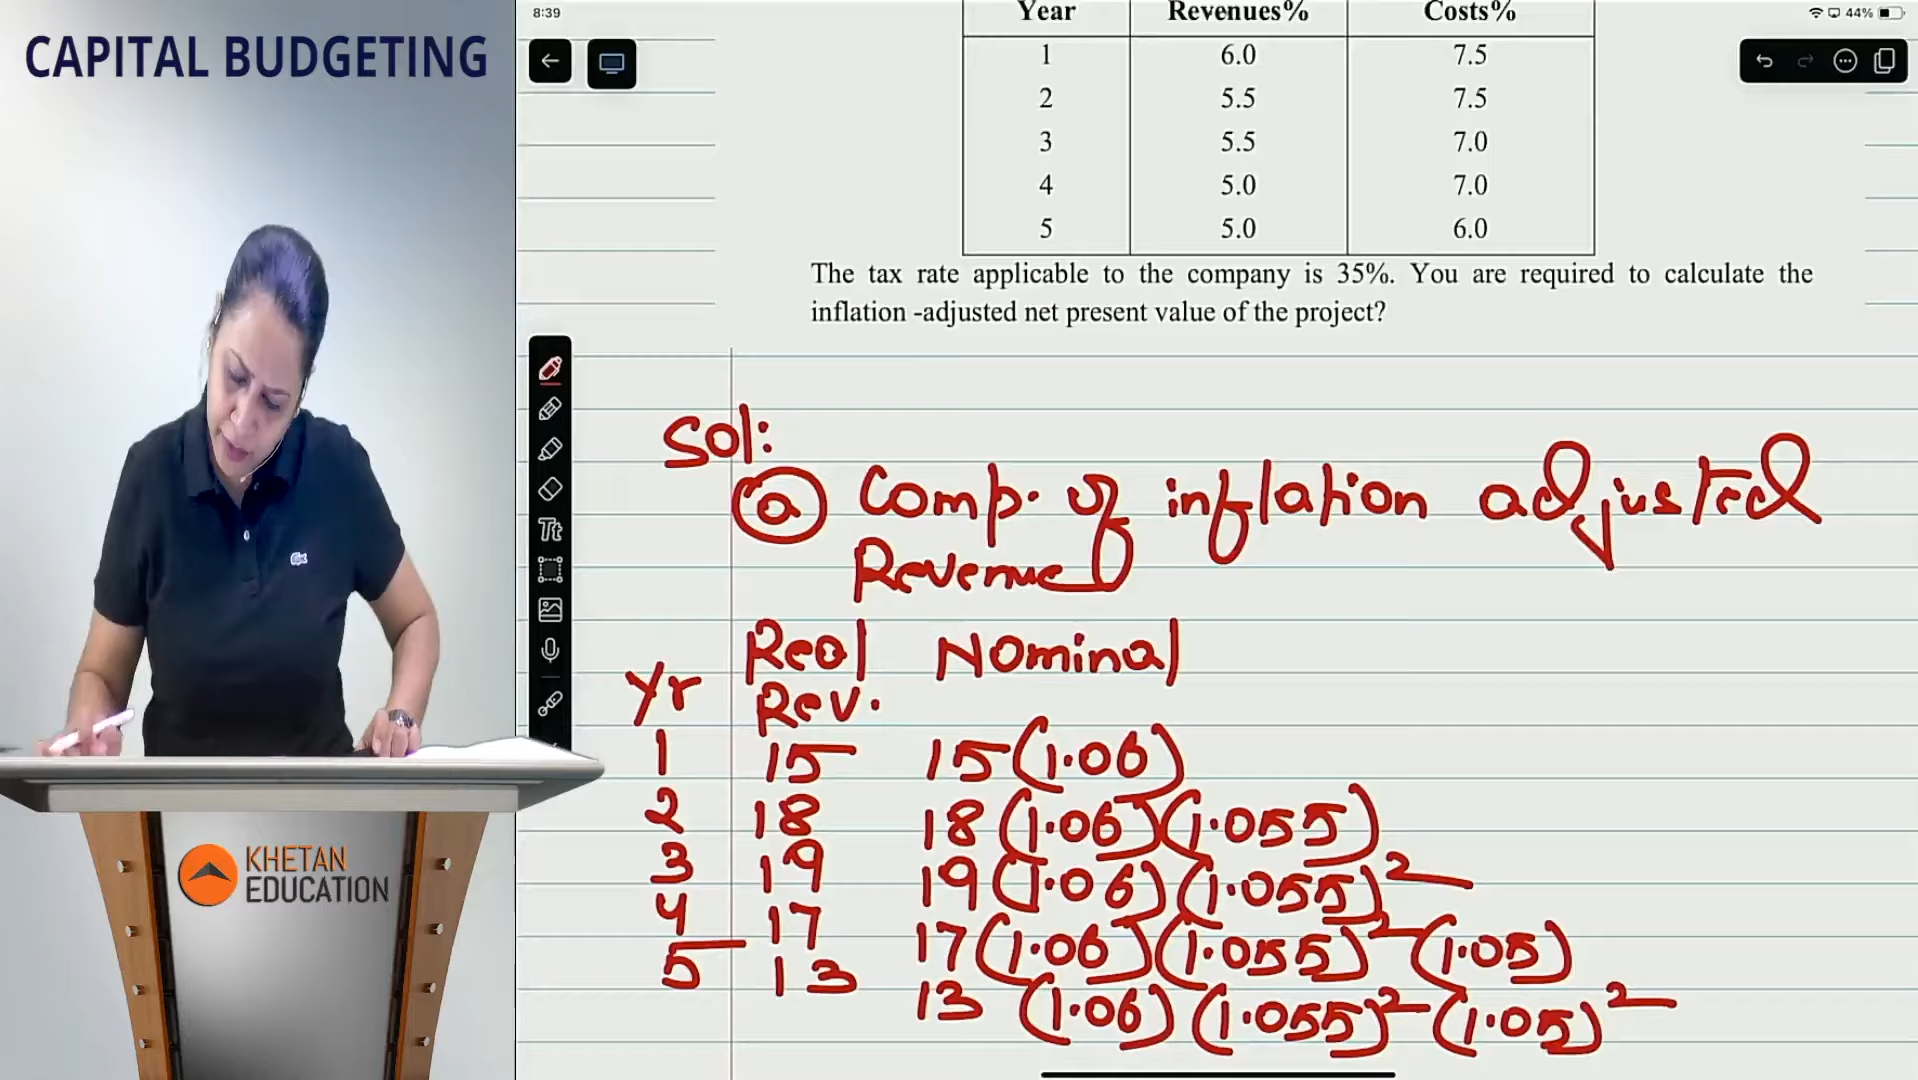 CAPITAL BUDGETING
8:39
44%
Year Revenues% Costs%
1 6.0 7.5
2 5.5 7.5
3 5.5 7.0
4 5.0 7.0
5 5.0 6.0
The tax rate applicable to the company is 35%. You are required to calculate the
inflation -adjusted net present value of the project?
Tt
Sol:
(a) Comp. of inflation adjusted
Revenue
Yr Real Rev. Nominal
1 15 15(1.06)
2 18 18(1.06)(1.055)
3 19 19(1.06)(1.055)²
4 17 17(1.06)(1.055)²(1.05)
5 13 13(1.06)(1.055)²(1.05)²
KHETAN
EDUCATION